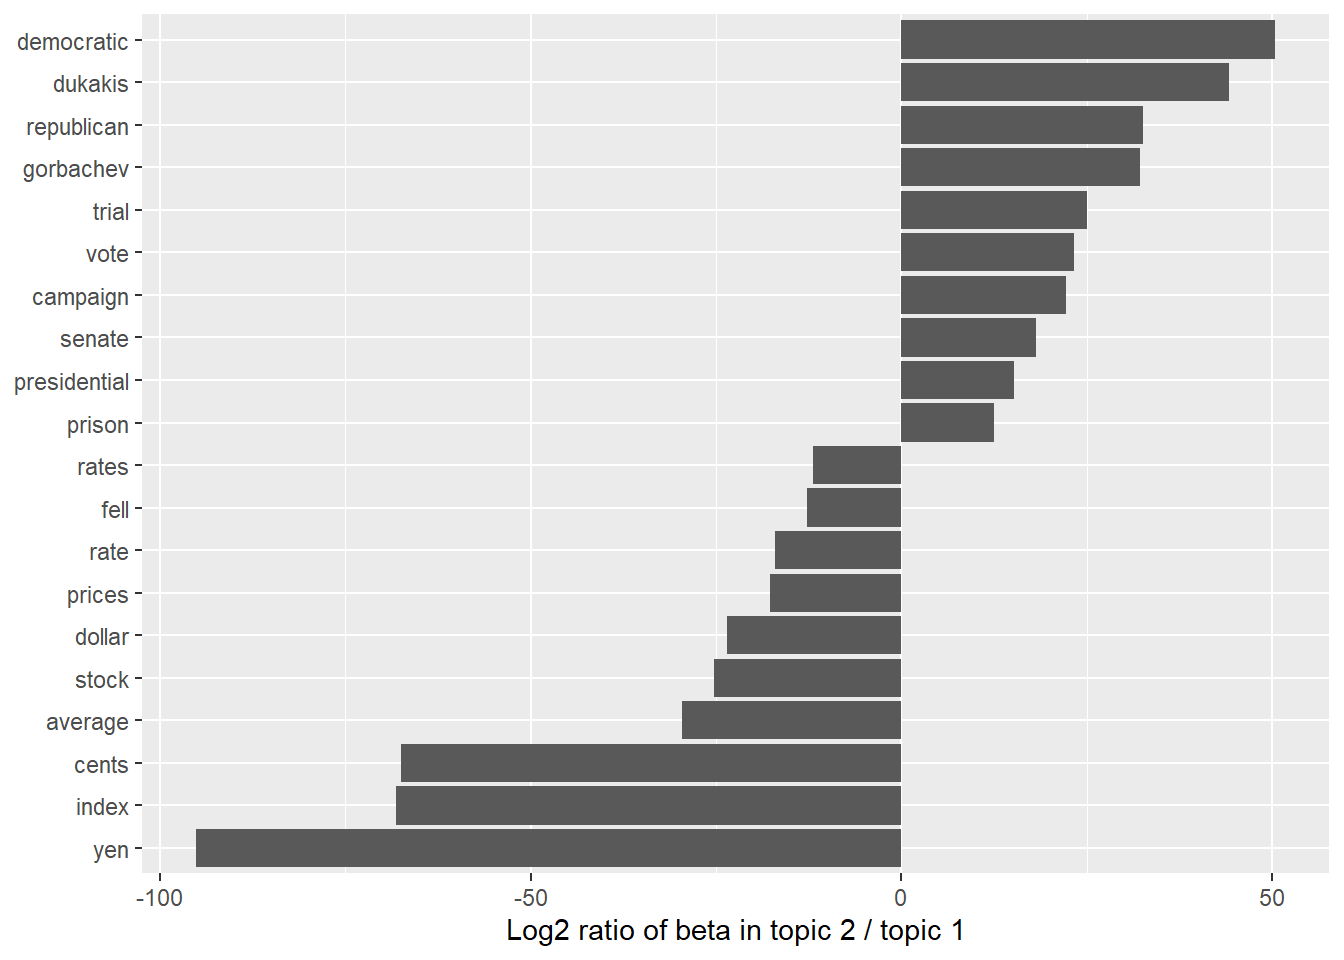 democratic
dukakis
republican
gorbachev
trial
vote
campaign
senate
presidential
prison
rates
fell
rate
prices
dollar
stock
average
cents
index
yen
-100 -50 0 50
Log2 ratio of beta in topic 2 / topic 1